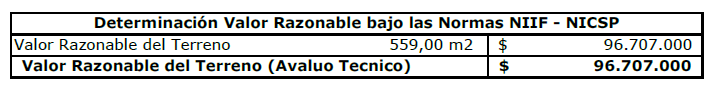 Determinación Valor Razonable bajo las Normas NIIF - NICSP
Valor Razonable del Terreno 559,00 m2 $ 96.707.000
Valor Razonable del Terreno (Avaluo Tecnico) $ 96.707.000